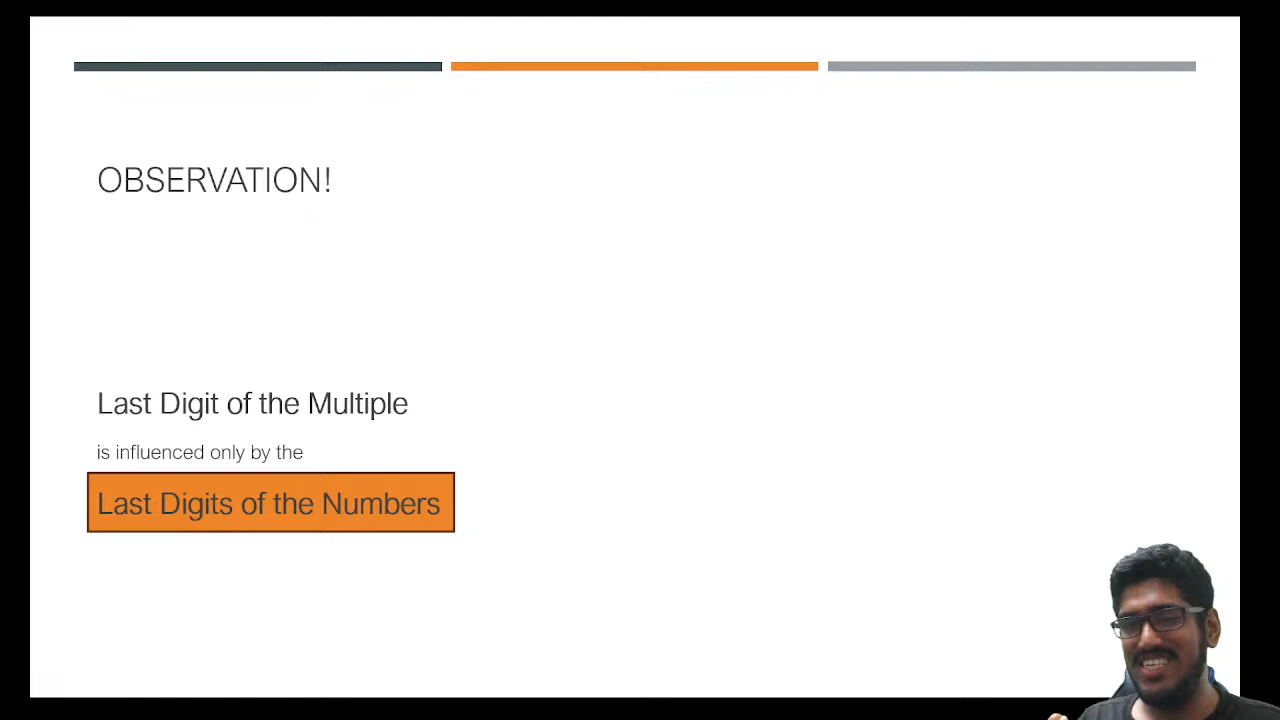 OBSERVATION!
Last Digit of the Multiple
is influenced only by the
Last Digits of the Numbers